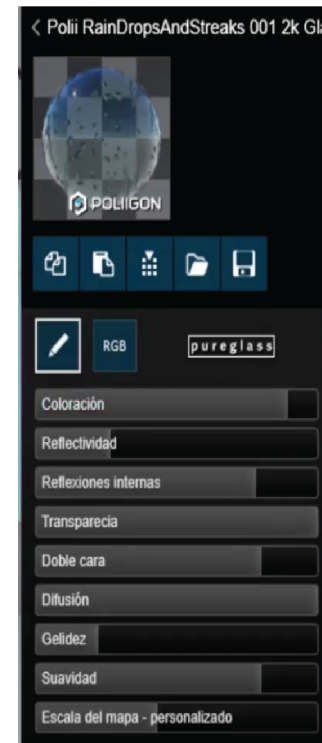 Polii RainDropsAndStreaks 001 2k Gla
POLIIGON
RGB
pureglass
Coloración
Reflectividad
Reflexiones internas
Transparecia
Doble cara
Difusión
Gelidez
Suavidad
Escala del mapa - personalizado